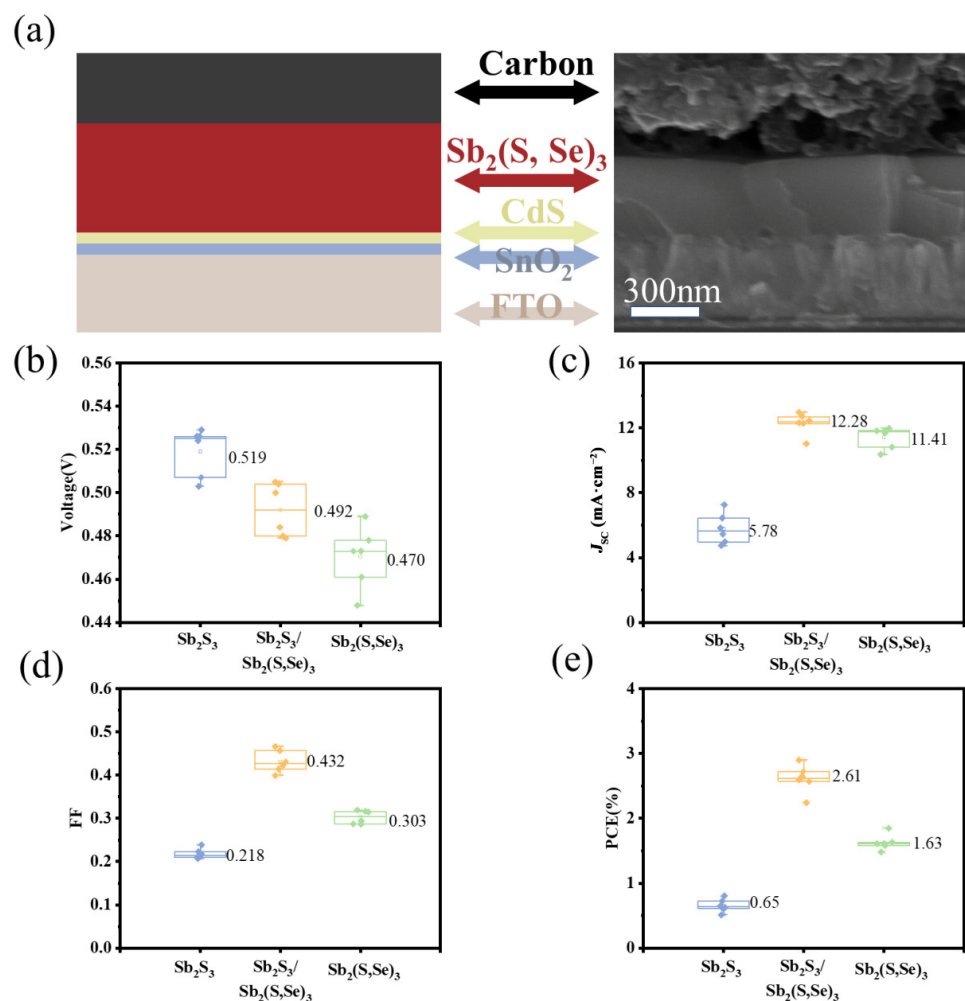 (a)
Carbon
Sb₂(S, Se)₃
CdS
SnO₂
FTO
300nm
(b)
Voltage(V)
0.56
0.54
0.52
0.50
0.48
0.46
0.44
0.519
0.492
0.470
Sb₂S₃
Sb₂S₃/
Sb₂(S,Se)₃
Sb₂(S,Se)₃
(c)
J_SC (mA·cm⁻²)
16
12
8
4
0
5.78
12.28
11.41
Sb₂S₃
Sb₂S₃/
Sb₂(S,Se)₃
Sb₂(S,Se)₃
(d)
FF
0.6
0.5
0.4
0.3
0.2
0.1
0.0
0.218
0.432
0.303
Sb₂S₃
Sb₂S₃/
Sb₂(S,Se)₃
Sb₂(S,Se)₃
(e)
PCE(%)
4
3
2
1
0
0.65
2.61
1.63
Sb₂S₃
Sb₂S₃/
Sb₂(S,Se)₃
Sb₂(S,Se)₃